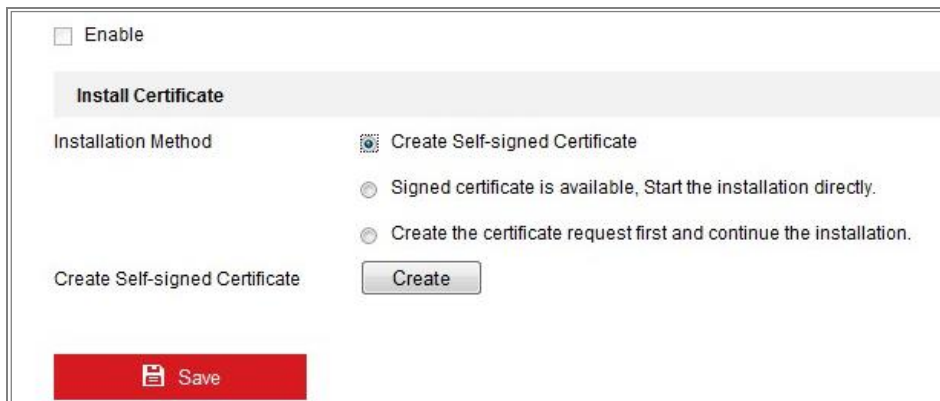 Enable
Install Certificate
Installation Method
Create Self-signed Certificate
Signed certificate is available, Start the installation directly.
Create the certificate request first and continue the installation.
Create Self-signed Certificate
Create
Save